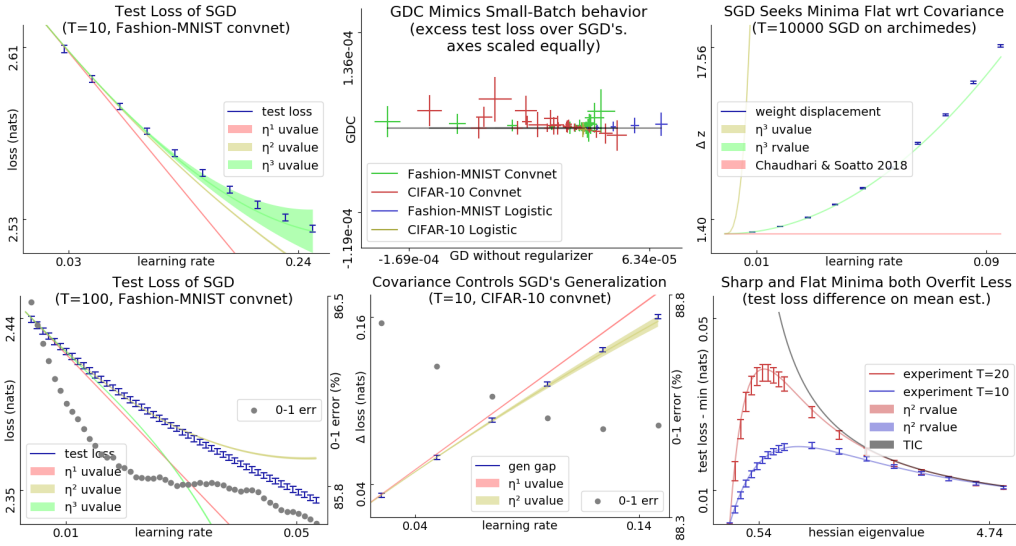 Test Loss of SGD
(T=10, Fashion-MNIST convnet)
2.61
loss (nats)
2.53
0.03
learning rate
0.24
test loss
η¹ uvalue
η² uvalue
η³ uvalue
GDC Mimics Small-Batch behavior
(excess test loss over SGD's.
axes scaled equally)
1.36e-04
GDC
-1.19e-04
-1.69e-04
GD without regularizer
6.34e-05
Fashion-MNIST Convnet
CIFAR-10 Convnet
Fashion-MNIST Logistic
CIFAR-10 Logistic
SGD Seeks Minima Flat wrt Covariance
(T=10000 SGD on archimedes)
17.56
Δ z
1.40
0.01
learning rate
0.09
weight displacement
η³ uvalue
η³ rvalue
Chaudhari & Soatto 2018
Test Loss of SGD
(T=100, Fashion-MNIST convnet)
2.44
loss (nats)
2.35
0.01
learning rate
0.05
86.5
0-1 error (%)
85.8
0-1 err
test loss
η¹ uvalue
η² uvalue
η³ uvalue
Covariance Controls SGD's Generalization
(T=10, CIFAR-10 convnet)
0.16
Δ loss (nats)
0.04
0.04
learning rate
0.14
88.8
0-1 error (%)
88.3
gen gap
η¹ uvalue
η² uvalue
0-1 err
Sharp and Flat Minima both Overfit Less
(test loss difference on mean est.)
0.05
test loss - min (nats)
0.01
0.54
hessian eigenvalue
4.74
experiment T=20
experiment T=10
η² rvalue
η² rvalue
TIC